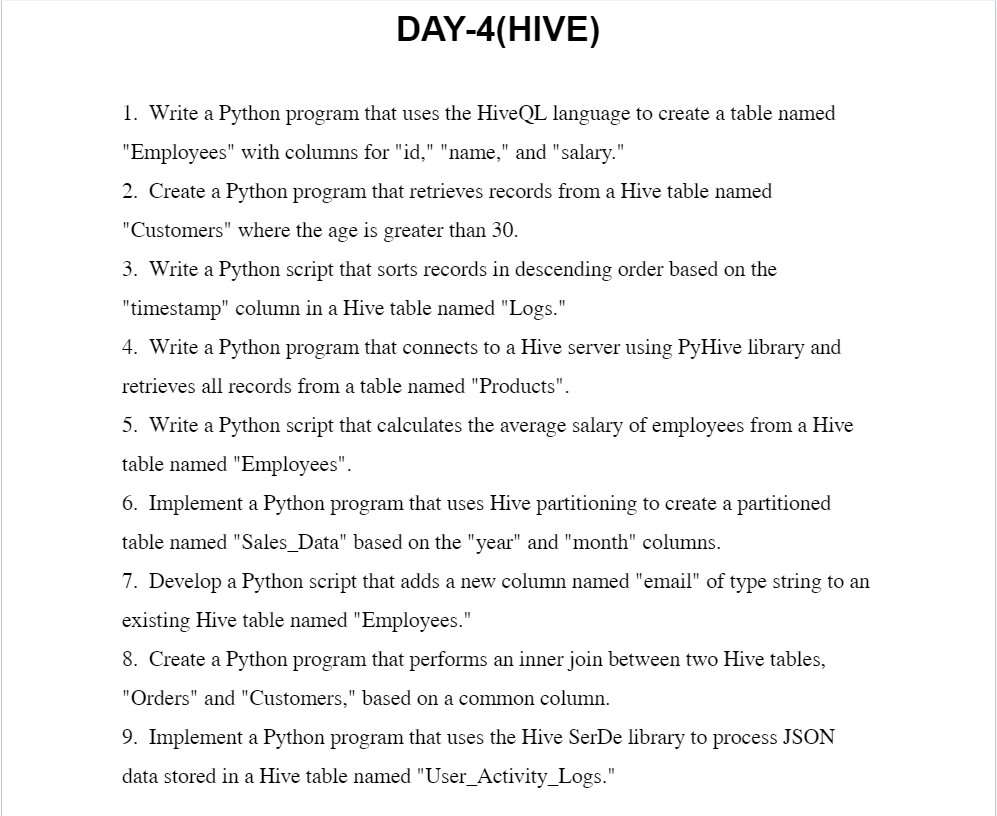 DAY-4(HIVE)
1. Write a Python program that uses the HiveQL language to create a table named
"Employees" with columns for "id," "name," and "salary."
2. Create a Python program that retrieves records from a Hive table named
"Customers" where the age is greater than 30.
3. Write a Python script that sorts records in descending order based on the
"timestamp" column in a Hive table named "Logs."
4. Write a Python program that connects to a Hive server using PyHive library and
retrieves all records from a table named "Products".
5. Write a Python script that calculates the average salary of employees from a Hive
table named "Employees".
6. Implement a Python program that uses Hive partitioning to create a partitioned
table named "Sales_Data" based on the "year" and "month" columns.
7. Develop a Python script that adds a new column named "email" of type string to an
existing Hive table named "Employees."
8. Create a Python program that performs an inner join between two Hive tables,
"Orders" and "Customers," based on a common column.
9. Implement a Python program that uses the Hive SerDe library to process JSON
data stored in a Hive table named "User_Activity_Logs."